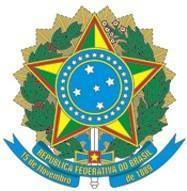 REPÚBLICA FEDERATIVA DO BRASIL
15 de Novembro de 1889